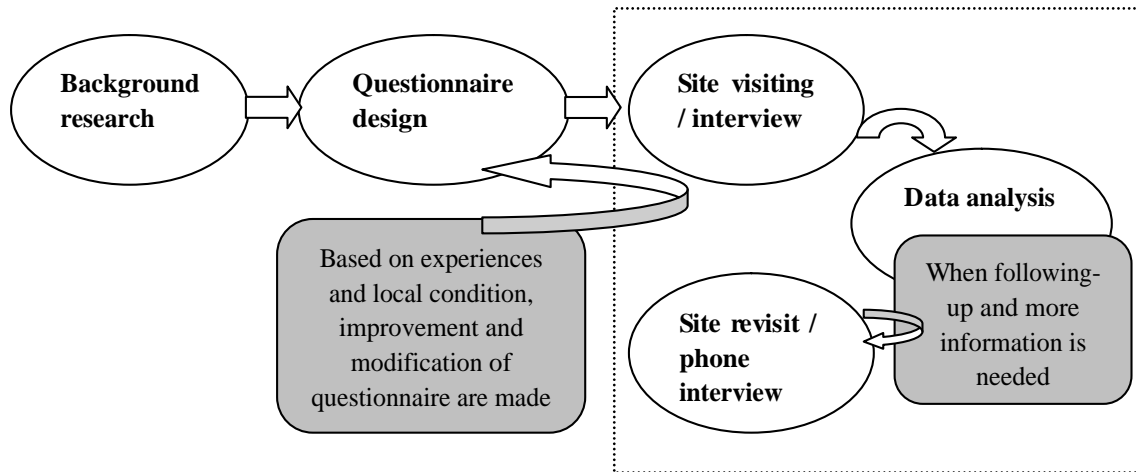 Background
research
Questionnaire
design
Site visiting
/ interview
Data analysis
Based on experiences
and local condition,
improvement and
modification of
questionnaire are made
When following-
up and more
information is
needed
Site revisit /
phone
interview